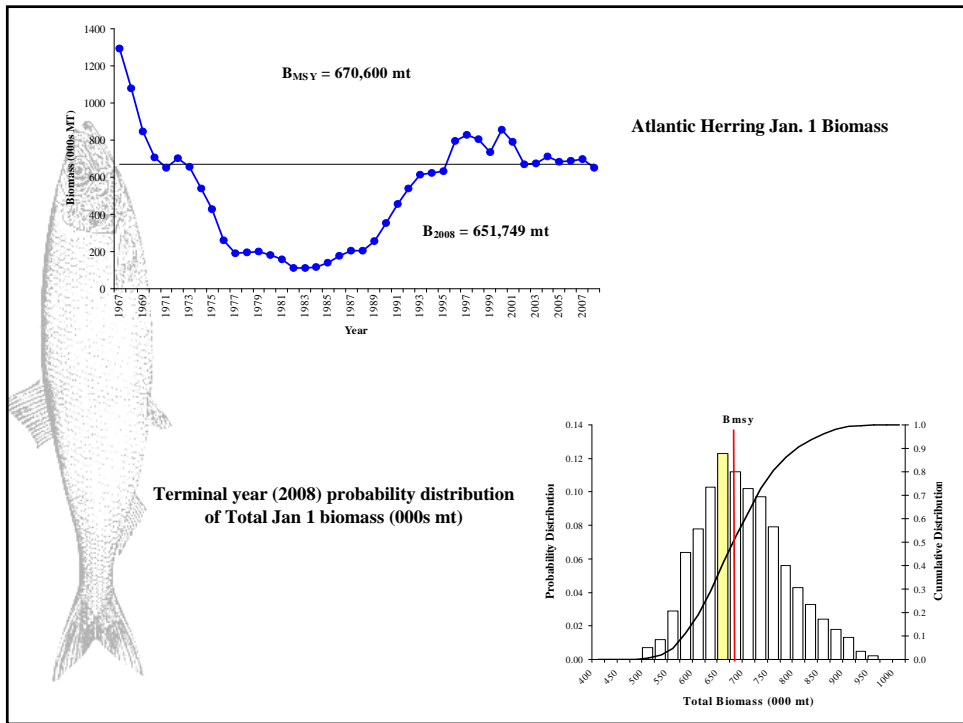 1400
1200
1000
800
600
400
200
0
Biomass (000s MT)
B_MSY = 670,600 mt
B_2008 = 651,749 mt
1967 1969 1971 1973 1975 1977 1979 1981 1983 1985 1987 1989 1991 1993 1995 1997 1999 2001 2003 2005 2007
Year
Atlantic Herring Jan. 1 Biomass
Terminal year (2008) probability distribution
of Total Jan 1 biomass (000s mt)
Bmsy
0.14
0.12
0.10
0.08
0.06
0.04
0.02
0.00
Probability Distribution
1.0
0.9
0.8
0.7
0.6
0.5
0.4
0.3
0.2
0.1
0.0
Cumulative Distribution
400 450 500 550 600 650 700 750 800 850 900 950 1000
Total Biomass (000 mt)